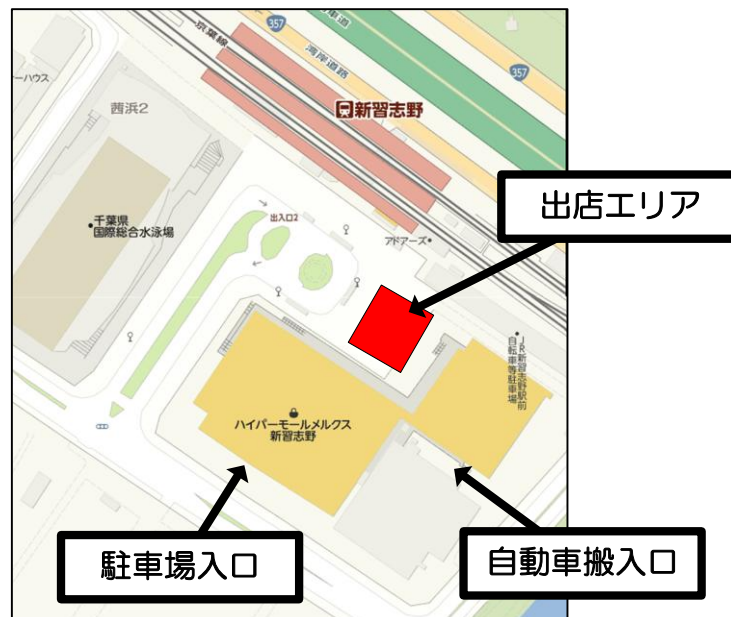 京葉線
357
湾岸道路
車道
357
ーハウス
茜浜2
新習志野
出店エリア
千葉県
国際総合水泳場
出入口2
アドアーズ
JR新習志野駅前
自転車等駐車場
ハイパーモールメルクス
新習志野
駐車場入口
自動車搬入口